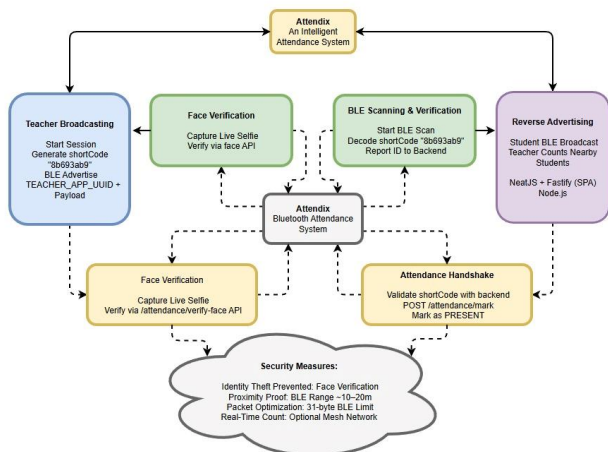 Attendix
An Intelligent
Attendance System
Teacher Broadcasting
Start Session
Generate shortCode
"8b693ab9"
BLE Advertise
TEACHER_APP_UUID +
Payload
Face Verification
Capture Live Selfie
Verify via face API
BLE Scanning & Verification
Start BLE Scan
Decode shortCode "8b693ab9"
Report ID to Backend
Reverse Advertising
Student BLE Broadcast
Teacher Counts Nearby
Students
NeatJS + Fastify (SPA)
Node.js
Appendix
Bluetooth Attendance
System
Face Verification
Capture Live Selfie
Verify via /attendance/verify-face API
Attendance Handshake
Validate shortCode with backend
POST /attendance/mark
Mark as PRESENT
Security Measures:
Identity Theft Prevented: Face Verification
Proximity Proof: BLE Range ~10–20m
Packet Optimization: 31-byte BLE Limit
Real-Time Count: Optional Mesh Network